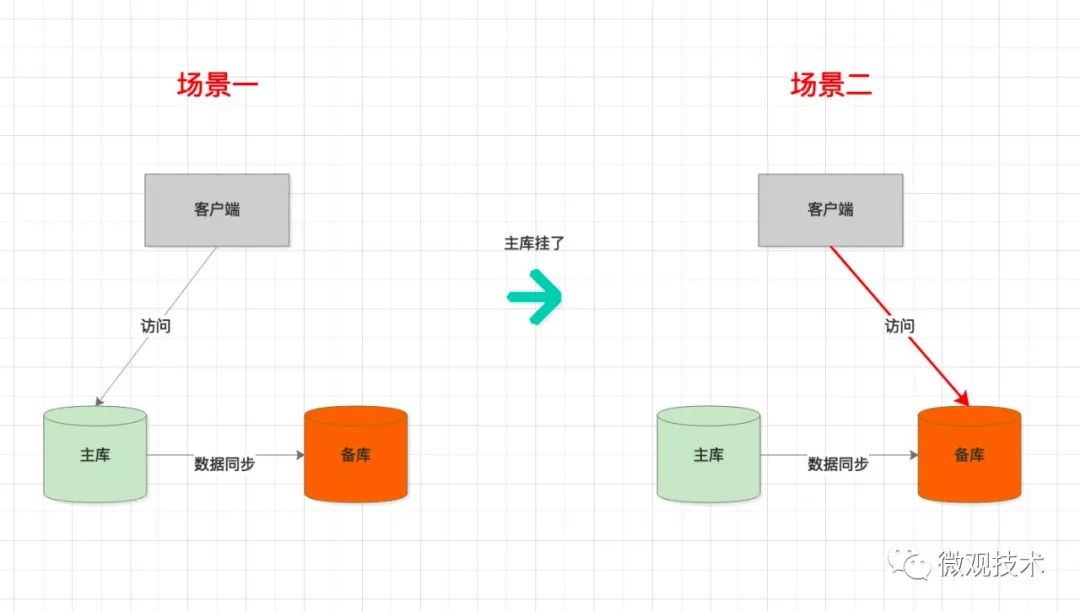 场景一
场景二
客户端
客户端
主库挂了
访问
访问
主库
数据同步
备库
主库
数据同步
备库
微观技术